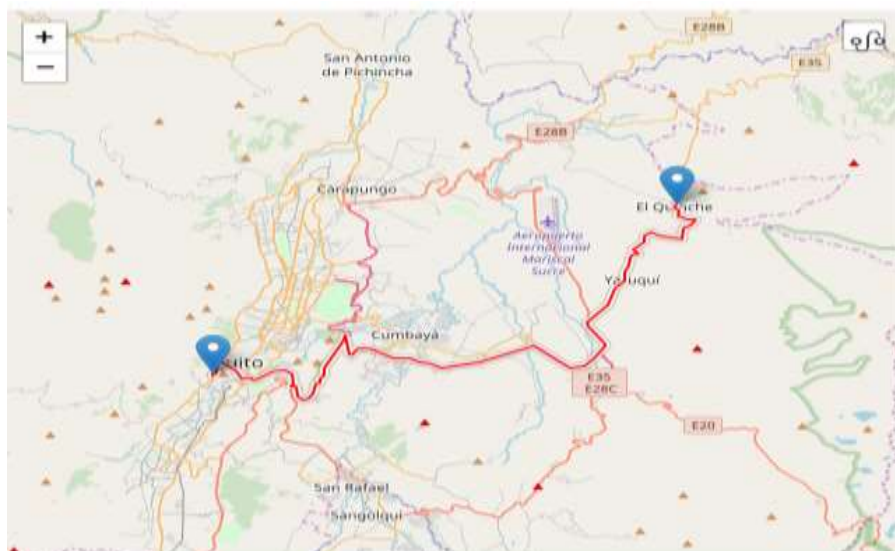 +
−
E28B
E35
San Antonio
de Pichincha
E28B
Carapungo
El Quinche
Aeropuerto
Internacional
Mariscal
Sucre
Yaruquí
Cumbayá
uito
E35
E28C
E20
San Rafael
Sangolquí